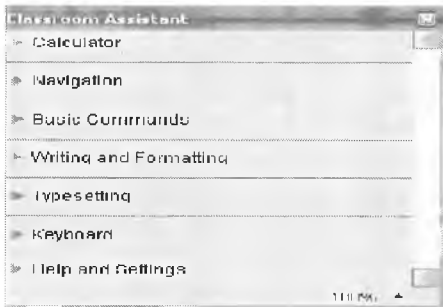 Classroom Assistant
Calculator
Navigation
Basic Commands
Writing and Formatting
Typesetting
Keyboard
Help and Settings